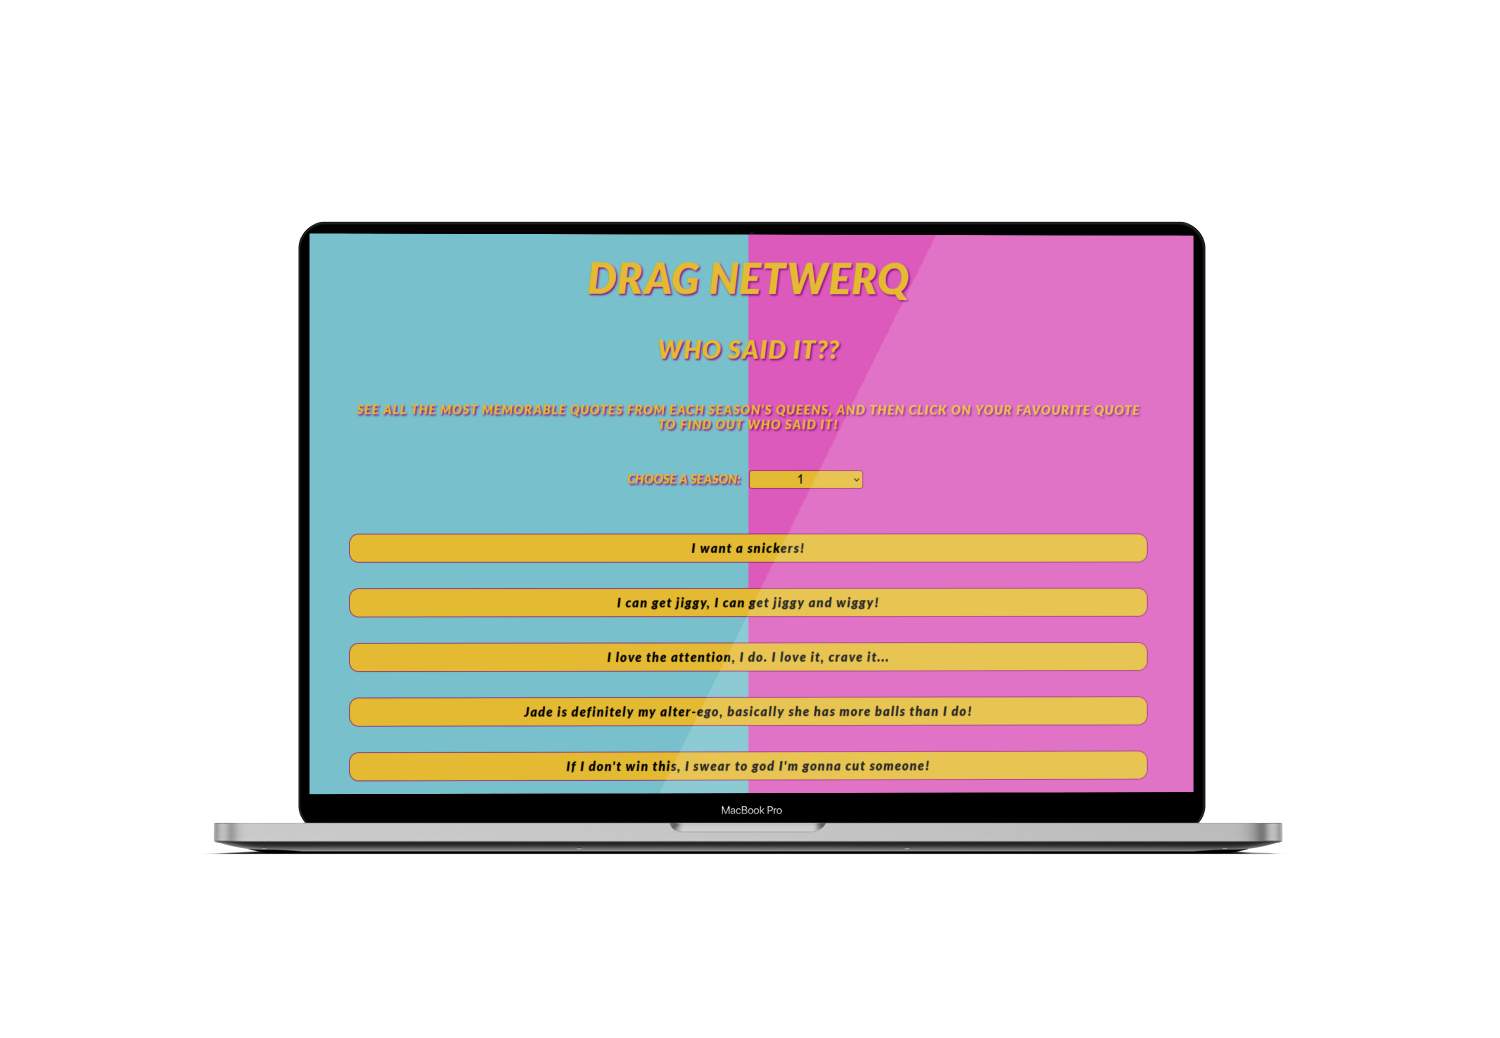 DRAG NETWERQ
WHO SAID IT??
SEE ALL THE MOST MEMORABLE QUOTES FROM EACH SEASON'S QUEENS, AND THEN CLICK ON YOUR FAVOURITE QUOTE
TO FIND OUT WHO SAID IT!
CHOOSE A SEASON: 1
I want a snickers!
I can get jiggy, I can get jiggy and wiggy!
I love the attention, I do. I love it, crave it...
Jade is definitely my alter-ego, basically she has more balls than I do!
If I don't win this, I swear to god I'm gonna cut someone!
MacBook Pro